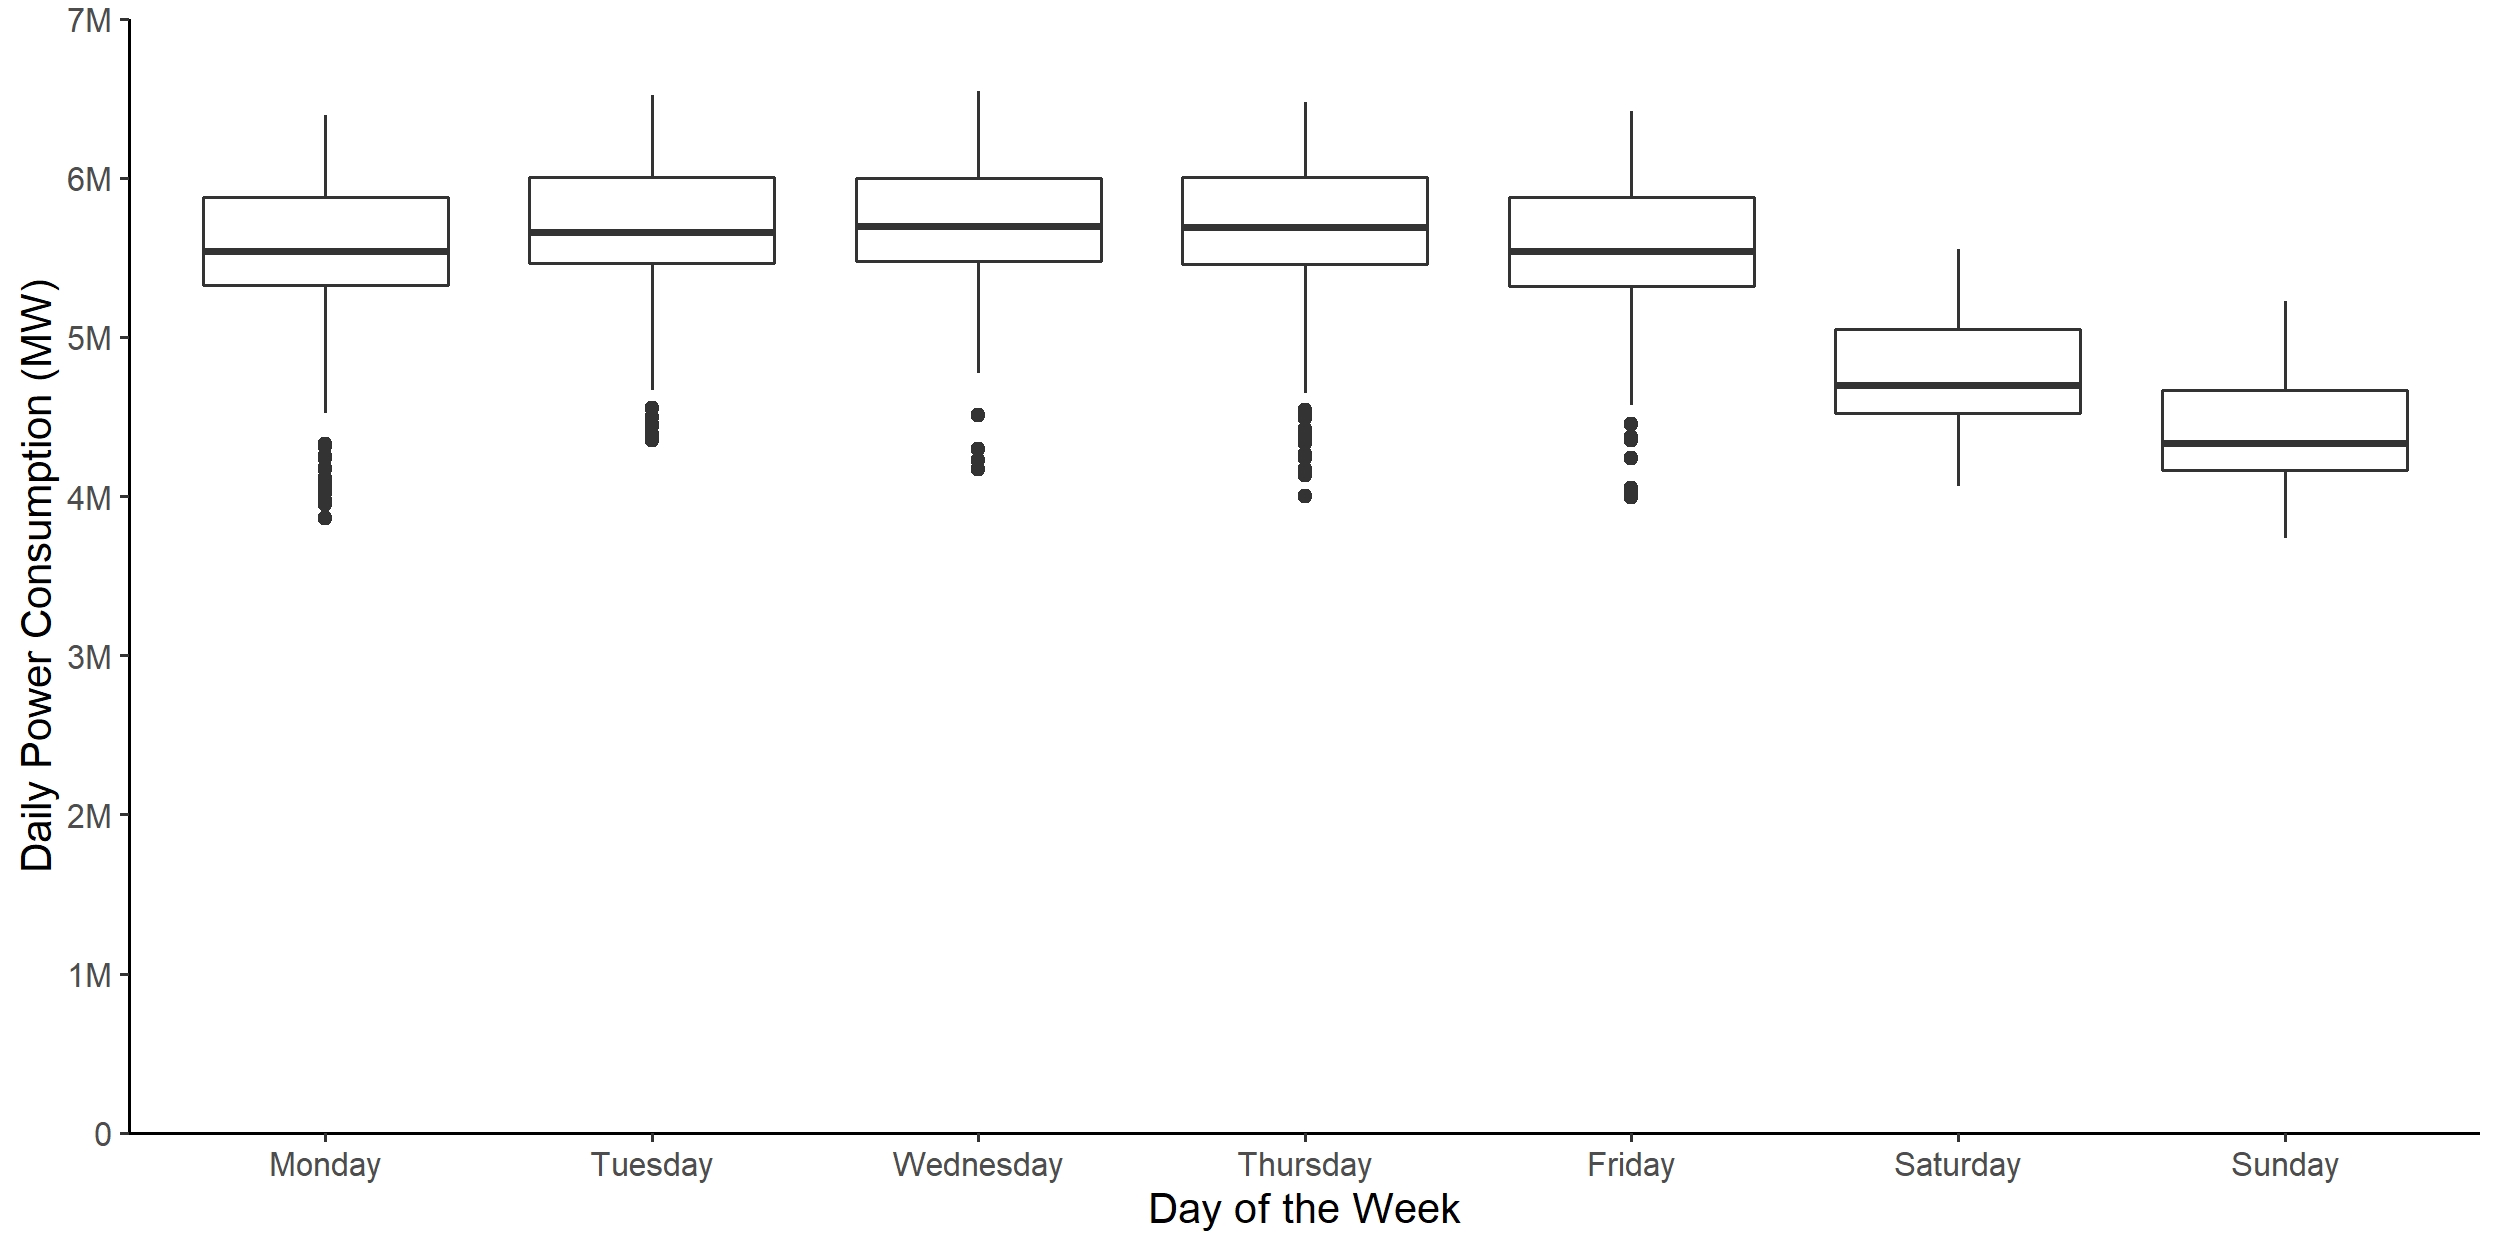 Daily Power Consumption (MW)
7M
6M
5M
4M
3M
2M
1M
0
Monday Tuesday Wednesday Thursday Friday Saturday Sunday
Day of the Week